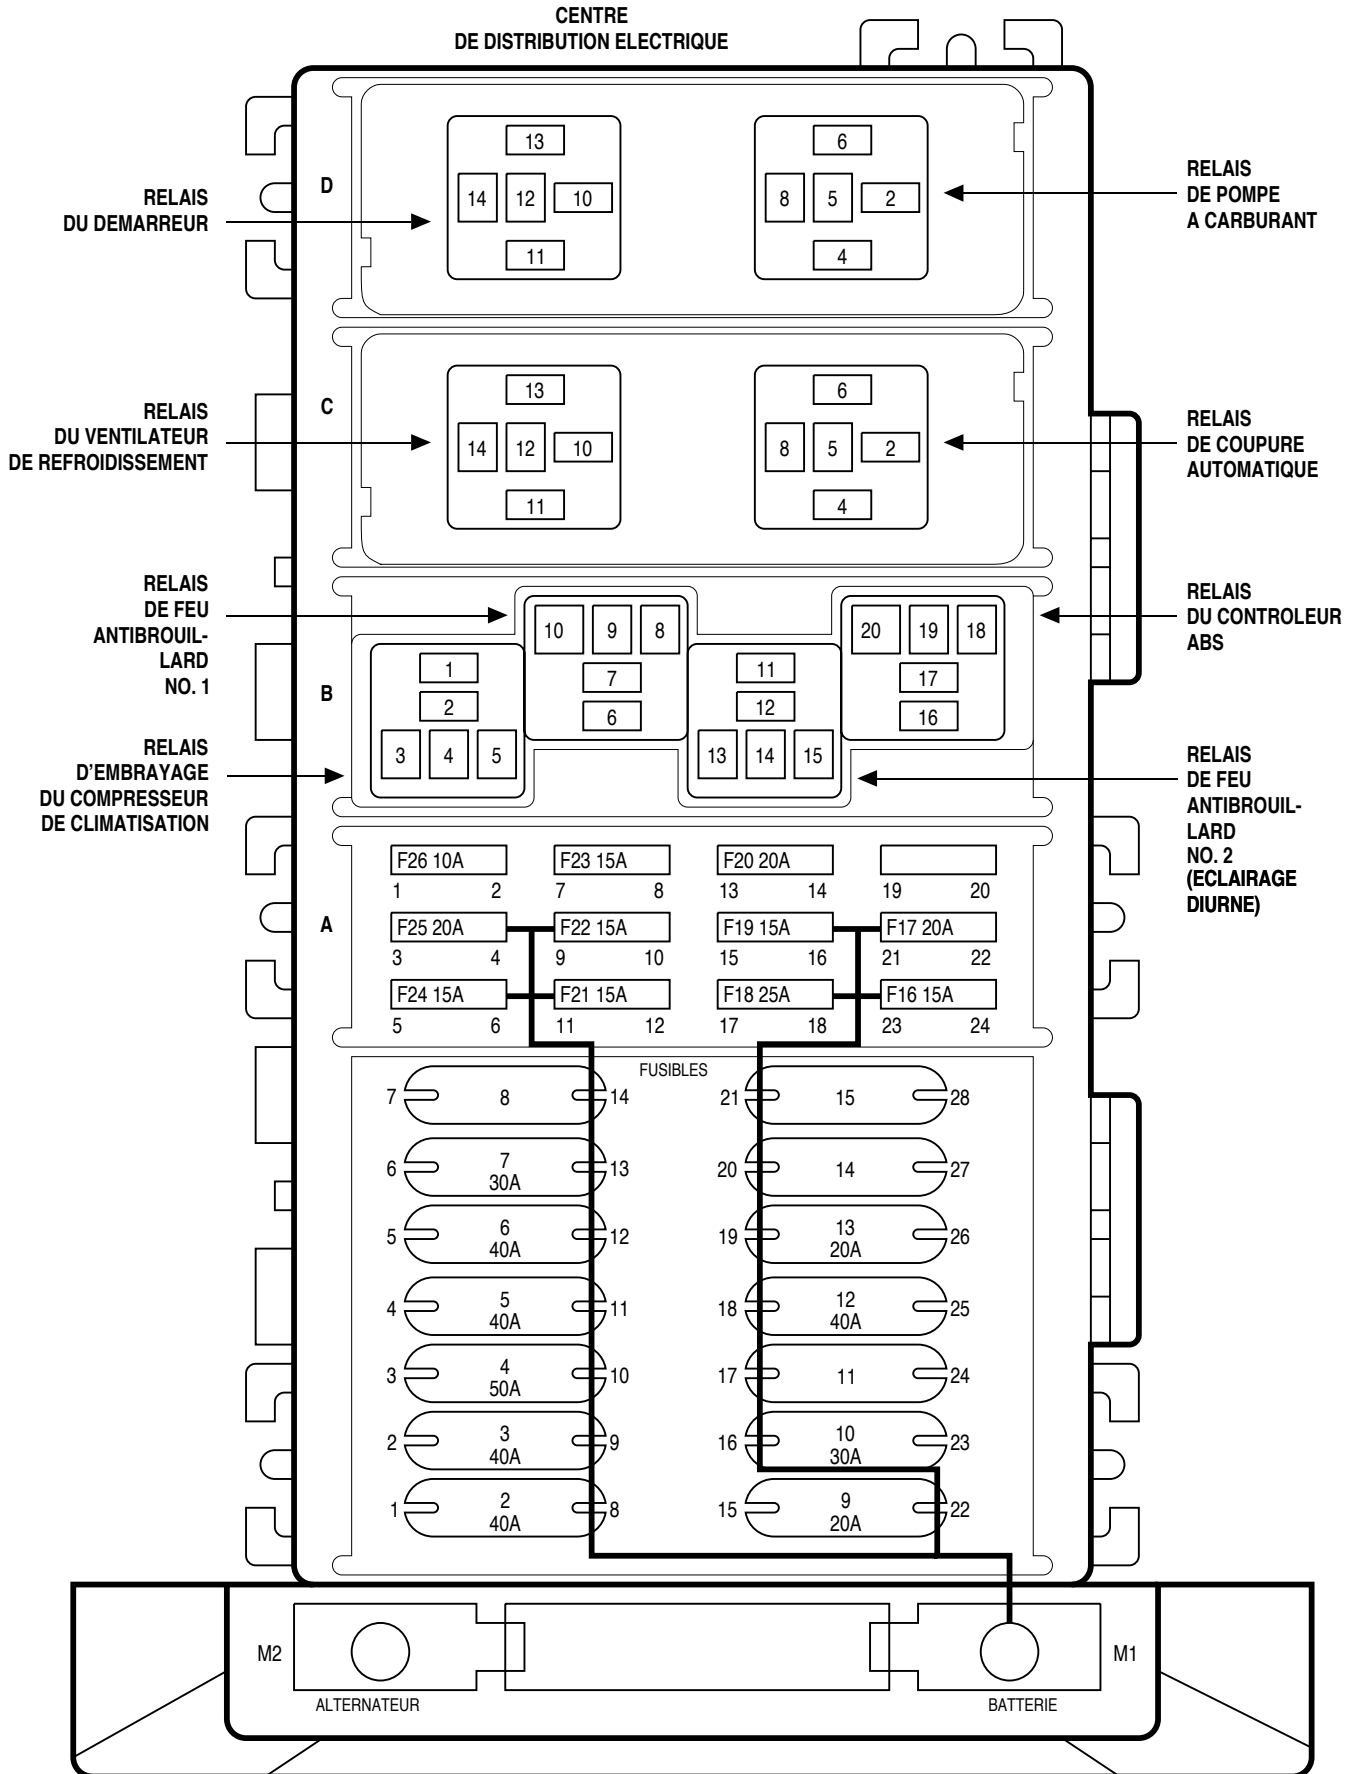 CENTRE
DE DISTRIBUTION ELECTRIQUE
D
RELAIS
DU DEMARREUR
13
14 12 10
11
6
8 5 2
4
RELAIS
DE POMPE
A CARBURANT
C
RELAIS
DU VENTILATEUR
DE REFROIDISSEMENT
13
14 12 10
11
6
8 5 2
4
RELAIS
DE COUPURE
AUTOMATIQUE
RELAIS
DE FEU
ANTIBROUIL-
LARD
NO. 1
B
RELAIS
D'EMBRAYAGE
DU COMPRESSEUR
DE CLIMATISATION
1
2
3 4 5
10 9 8
7
6
11
12
13 14 15
20 19 18
17
16
RELAIS
DU CONTROLEUR
ABS
RELAIS
DE FEU
ANTIBROUIL-
LARD
NO. 2
(ECLAIRAGE
DIURNE)
A
F26 10A F23 15A F20 20A
1 2 7 8 13 14 19 20
F25 20A F22 15A F19 15A F17 20A
3 4 9 10 15 16 21 22
F24 15A F21 15A F18 25A F16 15A
5 6 11 12 17 18 23 24
FUSIBLES
7 8 14 21 15 28
6 7 13 20 14 27
30A
5 6 12 19 13 26
40A 20A
4 5 11 18 12 25
40A 40A
3 4 10 17 11 24
50A
2 3 9 16 10 23
40A 30A
1 2 8 15 9 22
40A 20A
M2 M1
ALTERNATEUR BATTERIE